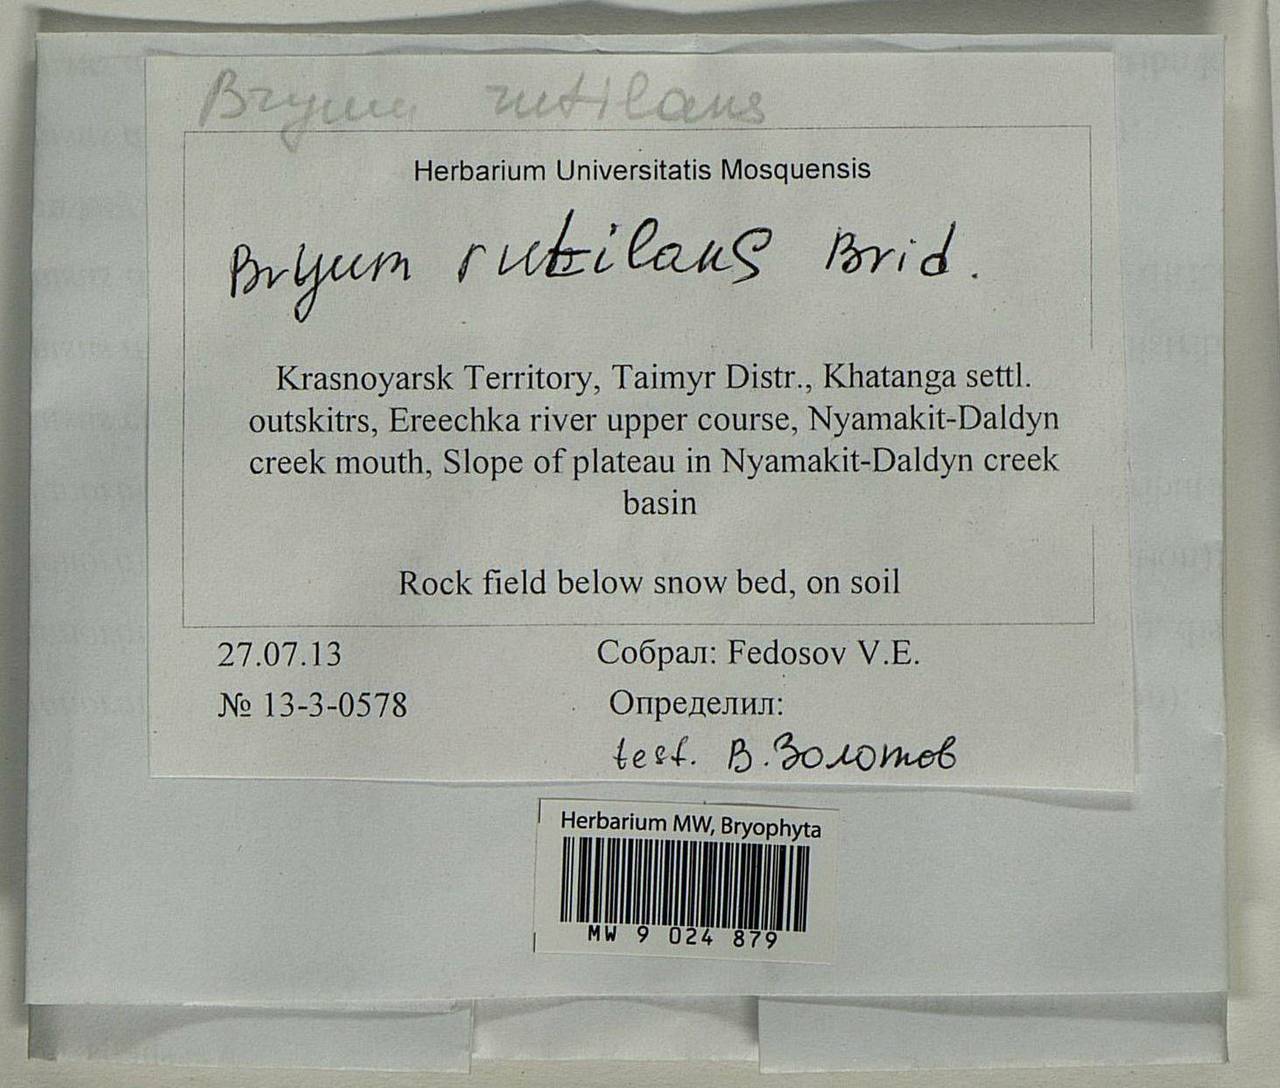 Bryum rutilans
Herbarium Universitatis Mosquensis
Bryum rutilans Brid.
Krasnoyarsk Territory, Taimyr Distr., Khatanga settl.
outskitrs, Ereechka river upper course, Nyamakit-Daldyn
creek mouth, Slope of plateau in Nyamakit-Daldyn creek
basin
Rock field below snow bed, on soil
27.07.13
Собрал: Fedosov V.E.
№ 13-3-0578
Определил:
test. В. Золотов
Herbarium MW, Bryophyta
MW 9 024 879